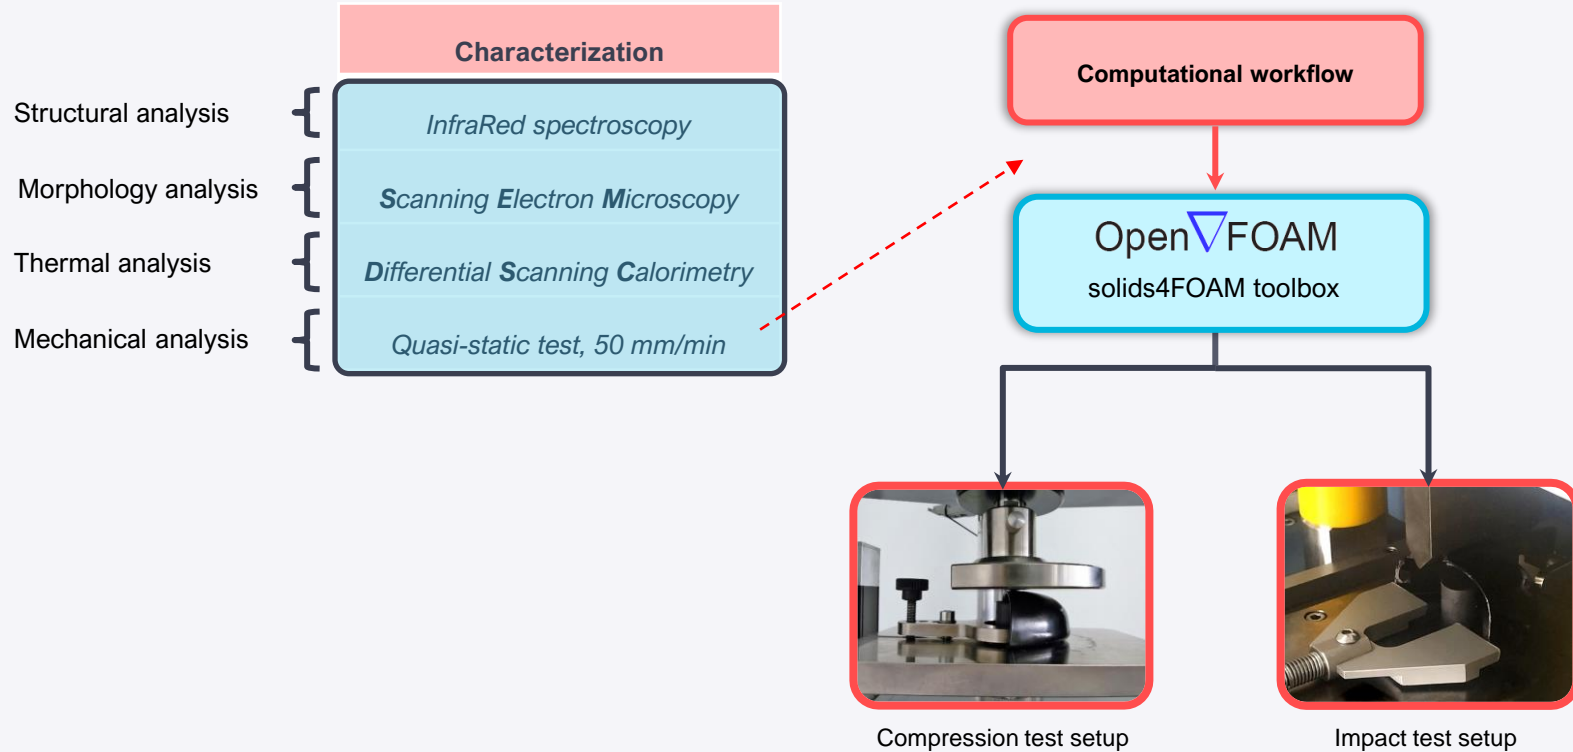 Characterization
Structural analysis
InfraRed spectroscopy
Morphology analysis
Scanning Electron Microscopy
Thermal analysis
Differential Scanning Calorimetry
Mechanical analysis
Quasi-static test, 50 mm/min
Computational workflow
Open∇FOAM
solids4FOAM toolbox
Compression test setup
Impact test setup